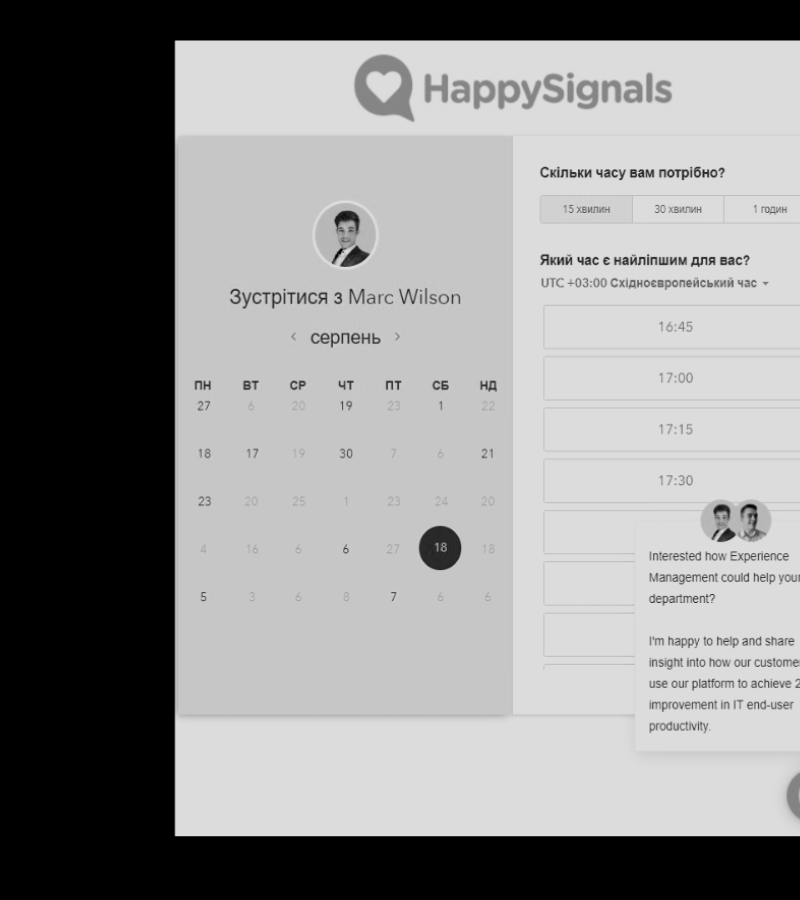 HappySignals
Зустрітися з Marc Wilson
серпень
ПН ВТ СР ЧТ ПТ СБ НД
27 6 20 19 23 1 22
18 17 19 30 7 6 21
23 20 25 1 23 24 20
4 16 6 6 27 18 18
5 3 6 8 7 6 6
Скільки часу вам потрібно?
15 хвилин 30 хвилин 1 годин
Який час є найліпшим для вас?
UTC +03:00 Східноєвропейський час
16:45
17:00
17:15
17:30
Interested how Experience
Management could help your
department?
I'm happy to help and share
insight into how our custome
use our platform to achieve 2
improvement in IT end-user
productivity.